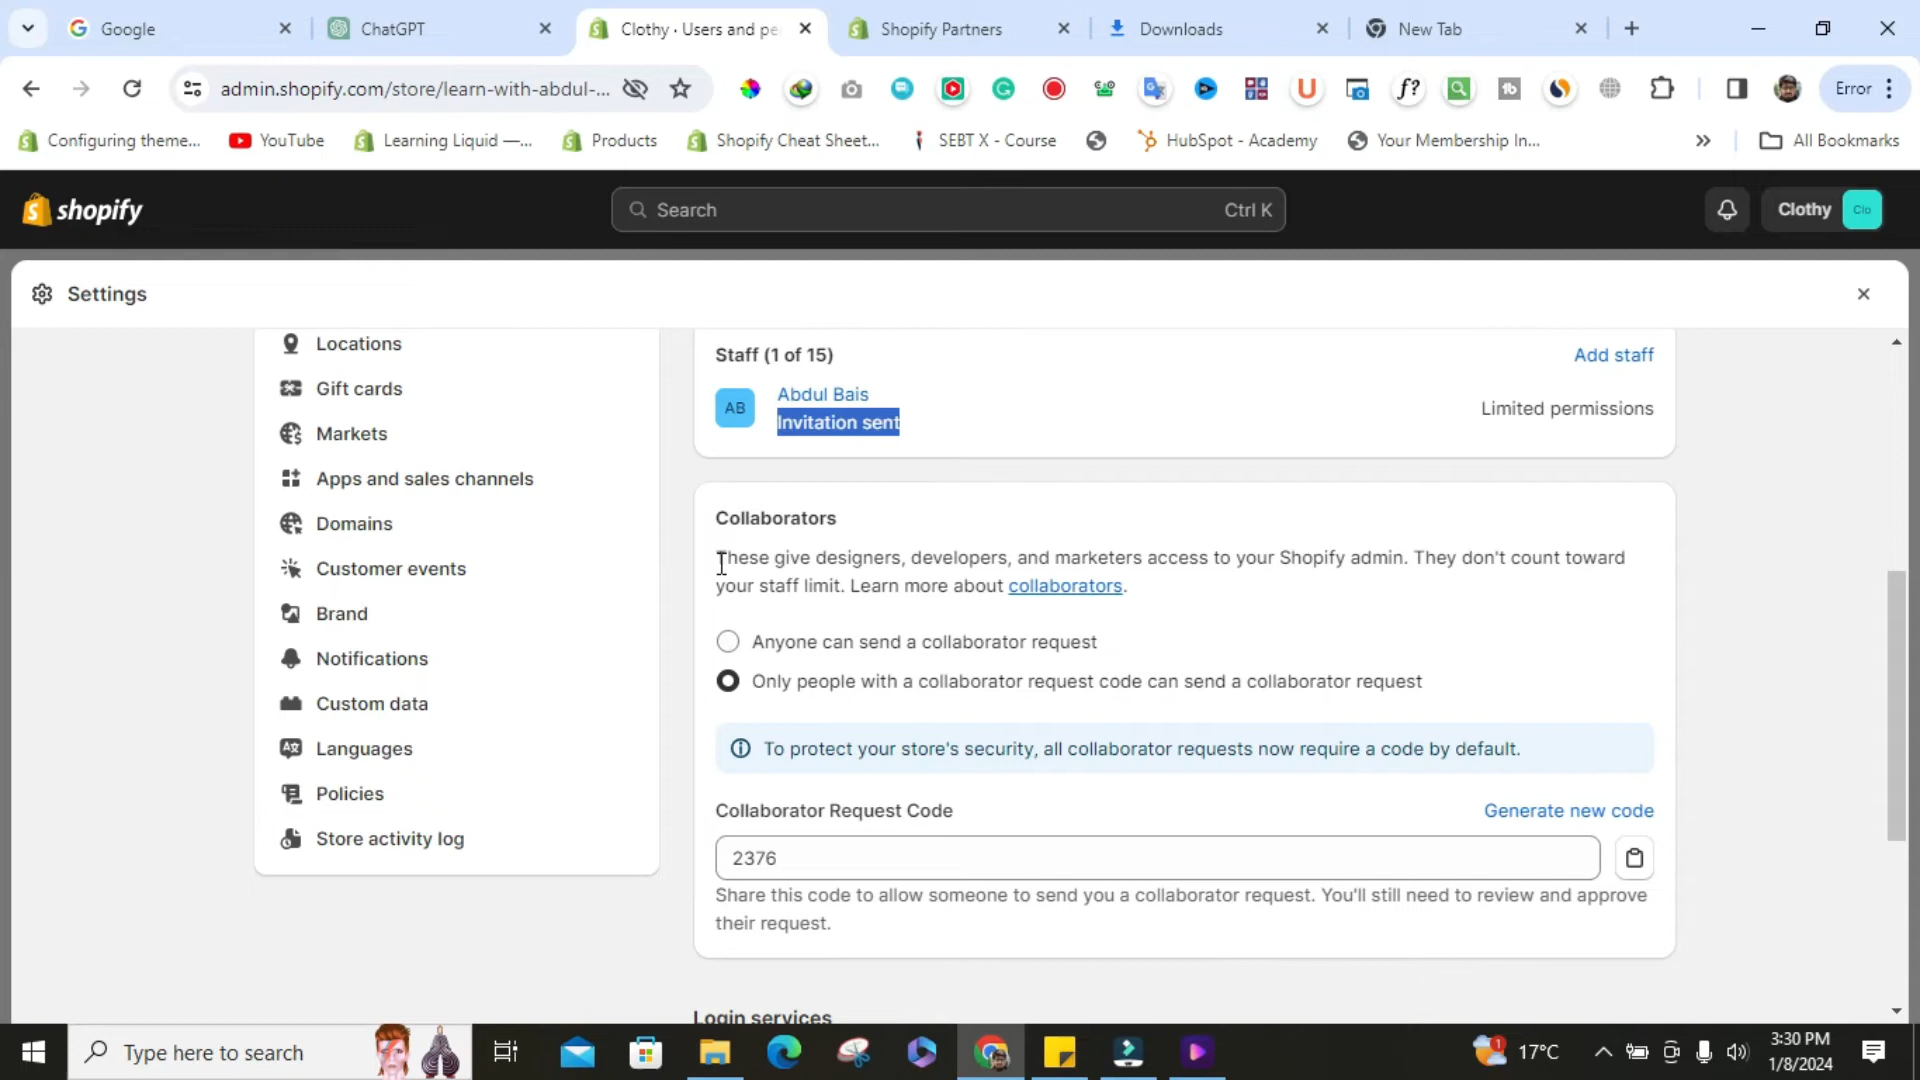 Google
ChatGPT
Clothy · Users and pe
Shopify Partners
Downloads
New Tab
admin.shopify.com/store/learn-with-abdul-...
Error
Configuring theme...
YouTube
Learning Liquid —...
Products
Shopify Cheat Sheet...
SEBT X - Course
HubSpot - Academy
Your Membership In...
All Bookmarks
shopify
Search
Ctrl K
Clothy
Clo
Settings
Locations
Gift cards
Markets
Apps and sales channels
Domains
Customer events
Brand
Notifications
Custom data
Languages
Policies
Store activity log
Staff (1 of 15)
Add staff
AB
Abdul Bais
Invitation sent
Limited permissions
Collaborators
These give designers, developers, and marketers access to your Shopify admin. They don't count toward
your staff limit. Learn more about collaborators.
Anyone can send a collaborator request
Only people with a collaborator request code can send a collaborator request
To protect your store's security, all collaborator requests now require a code by default.
Collaborator Request Code
Generate new code
2376
Share this code to allow someone to send you a collaborator request. You'll still need to review and approve
their request.
Login services
Type here to search
1
17°C
3:30 PM
1/8/2024